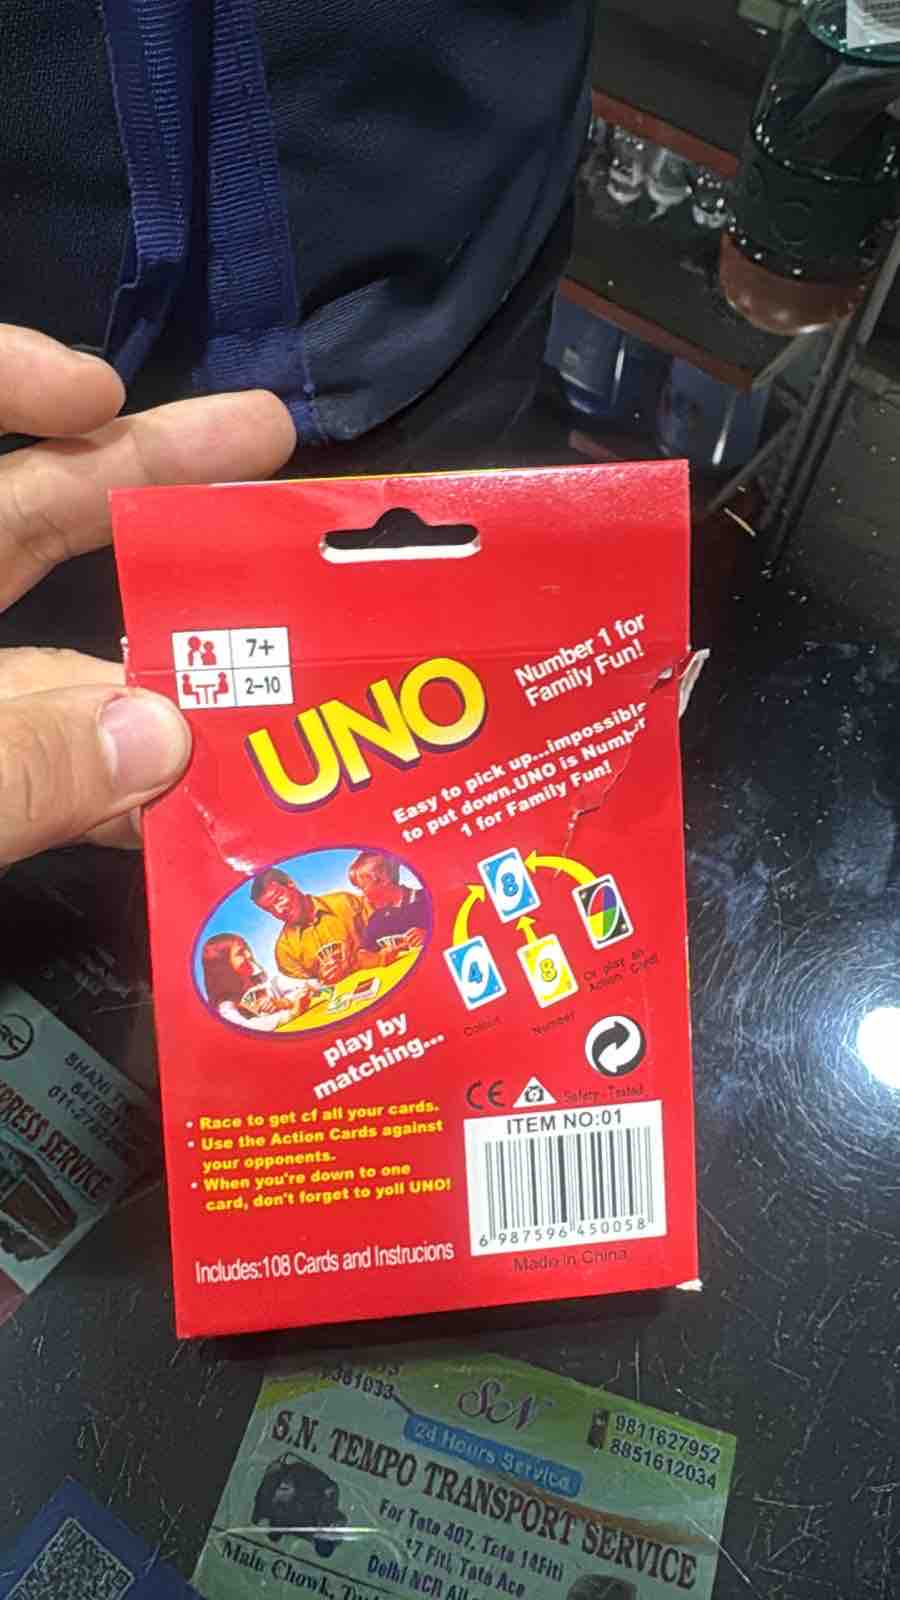 7+
2-10
UNO
Number 1 for
Family Fun!
Easy to pick up...impossible
to put down.UNO is Number
1 for Family Fun!
8
4
8
Colour
Number
Or play an
Action Card!
play by
matching...
• Race to get cf all your cards.
• Use the Action Cards against
your opponents.
• When you're down to one
card, don't forget to yoll UNO!
CE
Safety-Tested
ITEM NO:01
6 987596 450058
Includes:108 Cards and Instrucions
Made in China
SHANI
EXPRESS SERVICE
SN
24 Hours Service
9811627952
8851612034
S.N. TEMPO TRANSPORT SERVICE
For Tata 407, Tata 14Fiti
17 Fiti, Tata Ace
Delhi NCR All
Main Chowk,